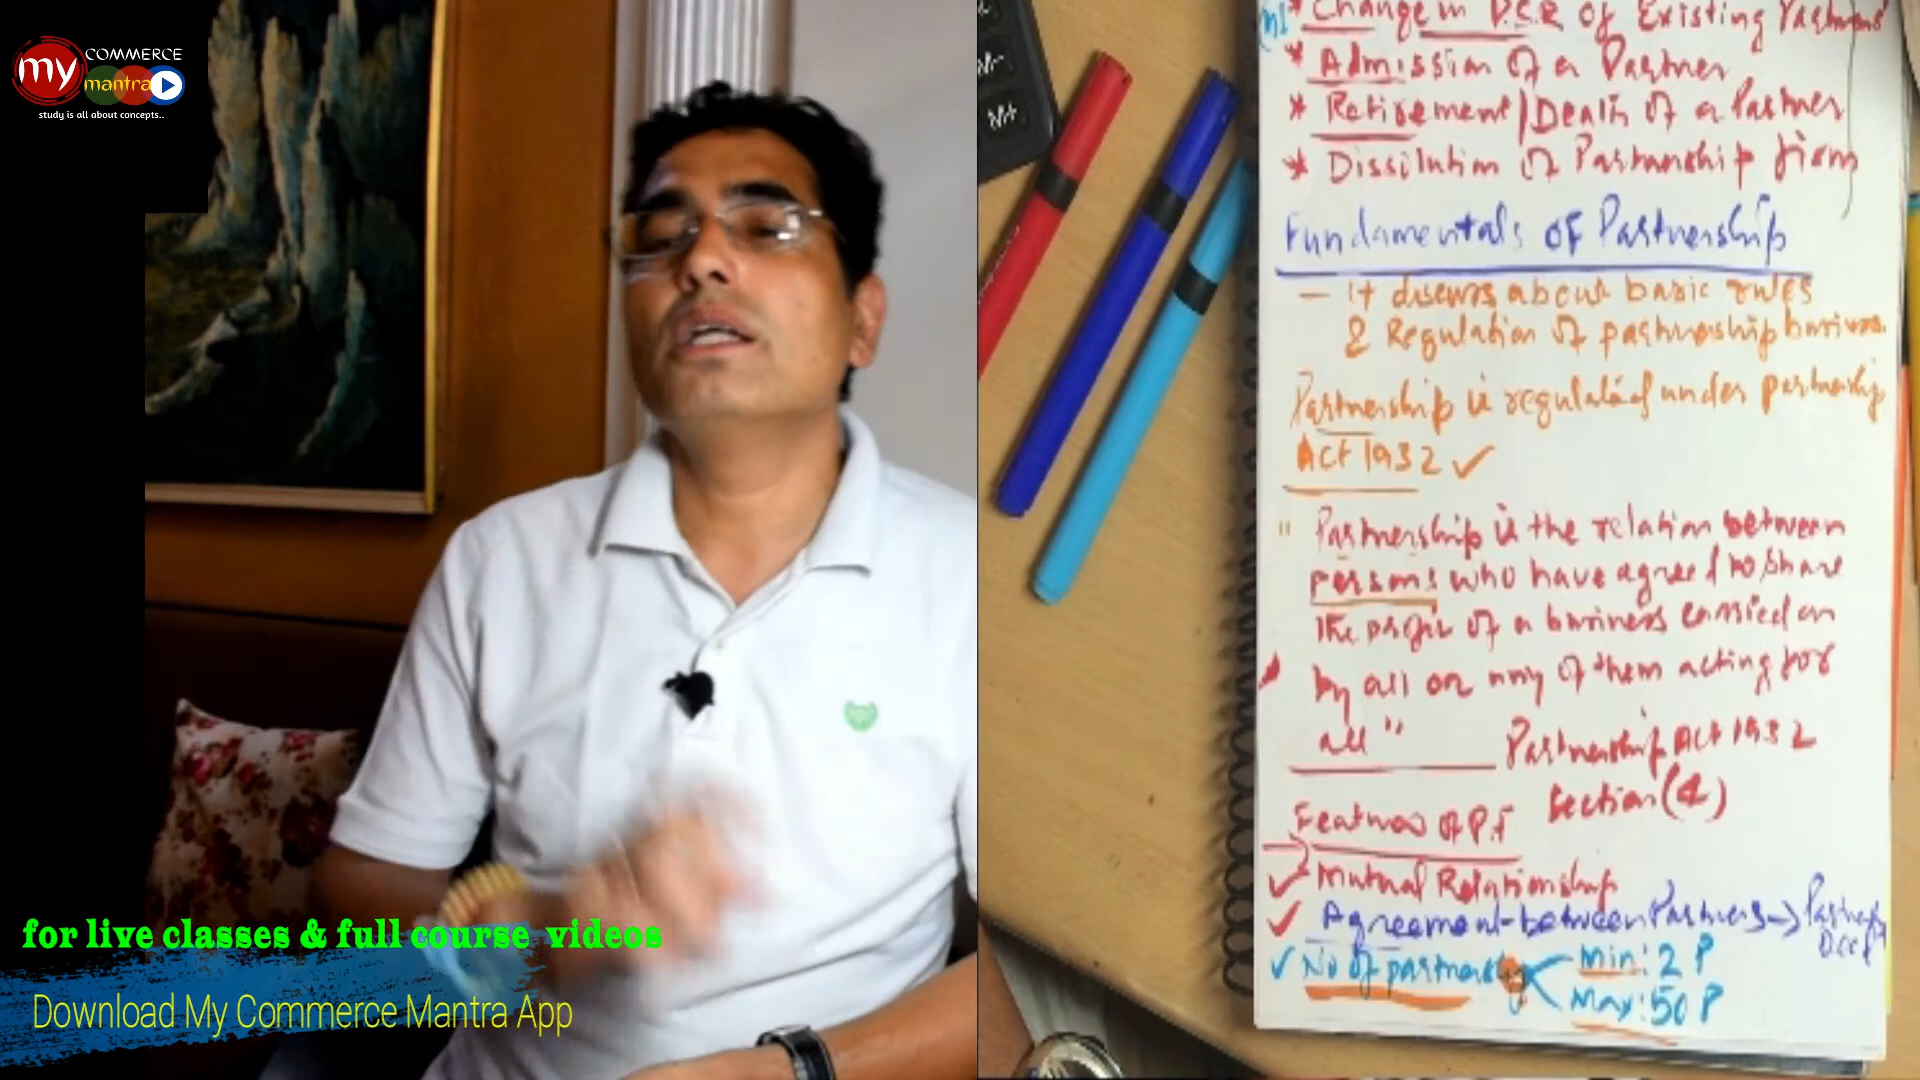 my COMMERCE
mantra
study is all about concepts..
* Change in P.S.R of Existing Partners
* Admission of a Partner
* Retirement/Death of a Partner
* Dissilution of Partnership firm
Fundamentals of Partnership
- it discuss about basic rules
& Regulation of partnership business.
Partnership is regulated under partnership
Act 1932 ✓
" Partnership is the relation between
persons who have agreed to share
the profit of a business carried on
by all or any of them acting for
all "
Partnership Act 1932
Section (4)
Features of P.F
✓ Mutual Relationship
✓ Agreement between Partners → Partnership
Deed
✓ No of partners
Min: 2 P
Max: 50 P
M+
for live classes & full course videos
Download My Commerce Mantra App